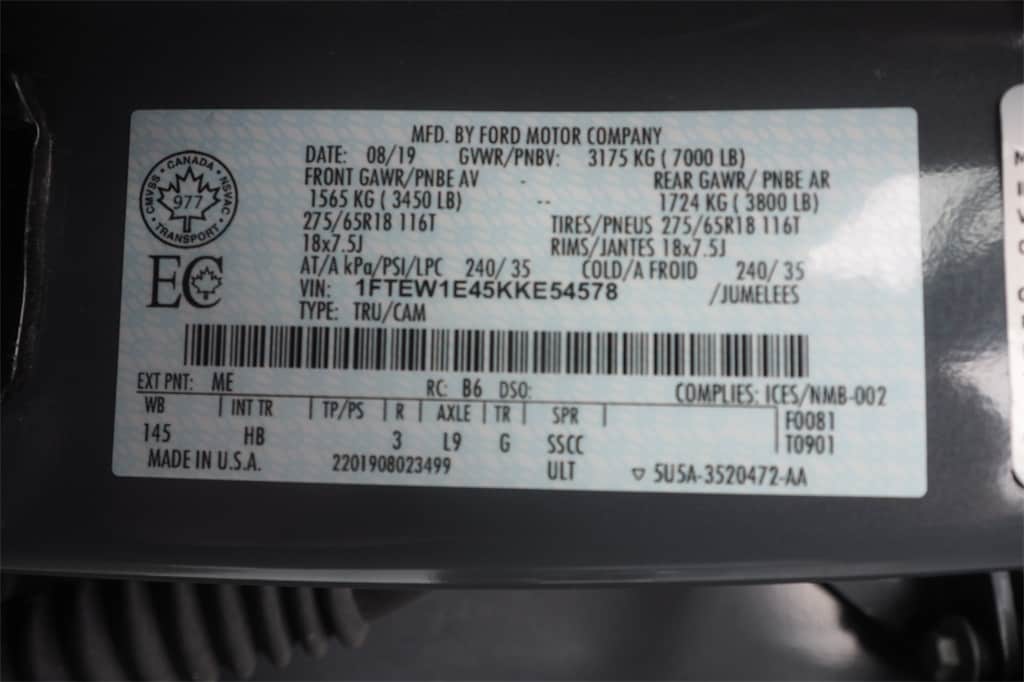 MFD. BY FORD MOTOR COMPANY
DATE: 08/19 GVWR/PNBV: 3175 KG ( 7000 LB)
FRONT GAWR/PNBE AV - REAR GAWR/ PNBE AR
1565 KG ( 3450 LB) -- 1724 KG ( 3800 LB)
275/65R18 116T TIRES/PNEUS 275/65R18 116T
18x7.5J RIMS/JANTES 18x7.5J
AT/A kPa/PSI/LPC 240/ 35 COLD/A FROID 240/ 35
VIN: 1FTEW1E45KKE54578 /JUMELEES
TYPE: TRU/CAM
CANADA
CMVSS 977 NSVAC
TRANSPORT
EC
EXT PNT: ME RC: B6 DSO: COMPLIES: ICES/NMB-002
WB | INT TR | TP/PS | R | AXLE | TR | SPR | F0081
145 HB 3 L9 G SSCC T0901
MADE IN U.S.A. 2201908023499 ULT ▽ 5U5A-3520472-AA